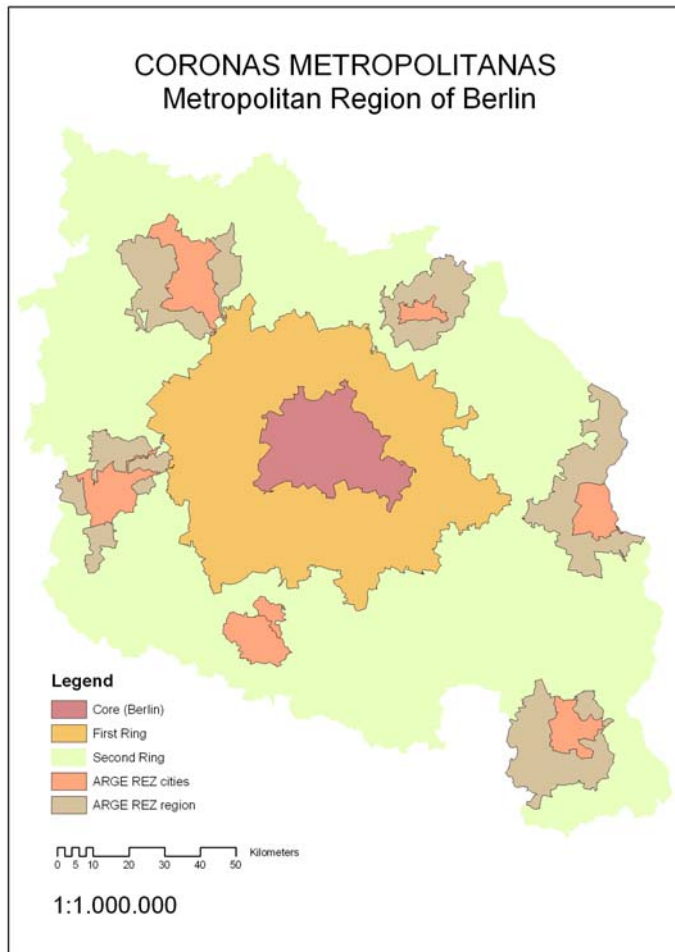 CORONAS METROPOLITANAS
Metropolitan Region of Berlin
Legend
Core (Berlin)
First Ring
Second Ring
ARGE REZ cities
ARGE REZ region
Kilometers
0 5 10 20 30 40 50
1:1.000.000